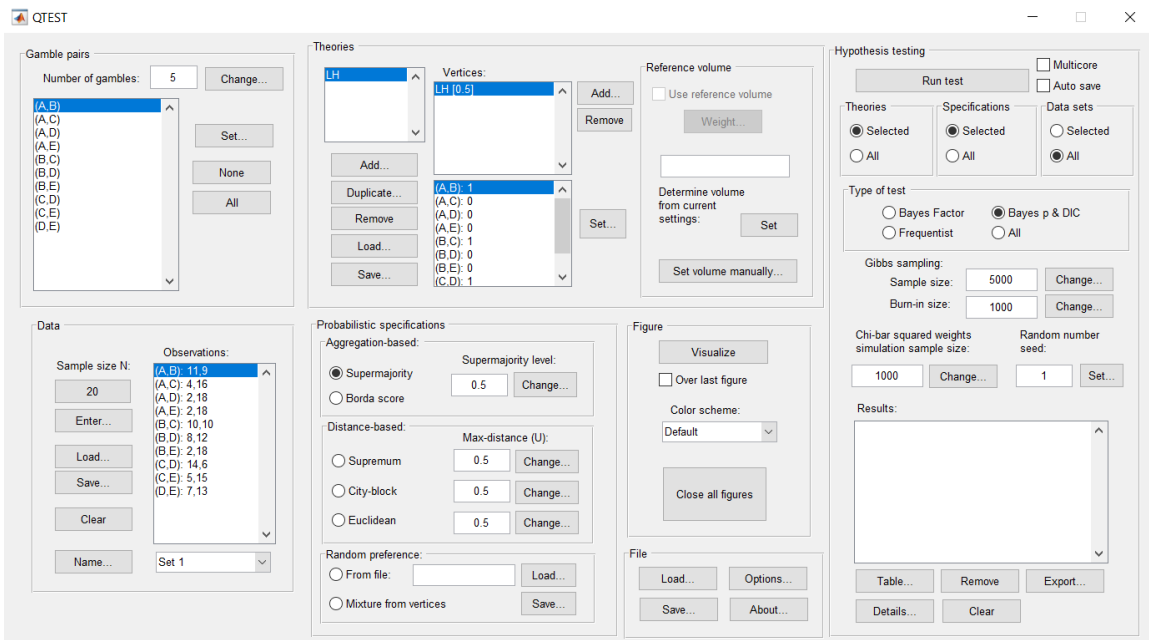 QTEST
Gamble pairs
Number of gambles: 5 Change...
(A,B)
(A,C)
(A,D)
(A,E)
(B,C)
(B,D)
(B,E)
(C,D)
(C,E)
(D,E)
Set...
None
All
Theories
LH
Add...
Duplicate...
Remove
Load...
Save...
Vertices:
LH [0.5]
Add...
Remove
(A,B): 1
(A,C): 0
(A,D): 0
(A,E): 0
(B,C): 1
(B,D): 0
(B,E): 0
(C,D): 1
Set...
Reference volume
Use reference volume
Weight...
Determine volume
from current
settings:
Set
Set volume manually...
Hypothesis testing
Run test
Multicore
Auto save
Theories
Selected
All
Specifications
Selected
All
Data sets
Selected
All
Type of test
Bayes Factor
Bayes p & DIC
Frequentist
All
Gibbs sampling:
Sample size: 5000 Change...
Burn-in size: 1000 Change...
Chi-bar squared weights
simulation sample size:
1000 Change...
Random number
seed:
1 Set...
Results:
Table...
Remove
Export...
Details...
Clear
Data
Sample size N:
20
Enter...
Load...
Save...
Clear
Name...
Observations:
(A,B): 11,9
(A,C): 4,16
(A,D): 2,18
(A,E): 2,18
(B,C): 10,10
(B,D): 8,12
(B,E): 2,18
(C,D): 14,6
(C,E): 5,15
(D,E): 7,13
Set 1
Probabilistic specifications
Aggregation-based:
Supermajority
Borda score
Supermajority level:
0.5 Change...
Distance-based:
Max-distance (U):
Supremum 0.5 Change...
City-block 0.5 Change...
Euclidean 0.5 Change...
Random preference:
From file: Load...
Mixture from vertices Save...
Figure
Visualize
Over last figure
Color scheme:
Default
Close all figures
File
Load...
Options...
Save...
About...